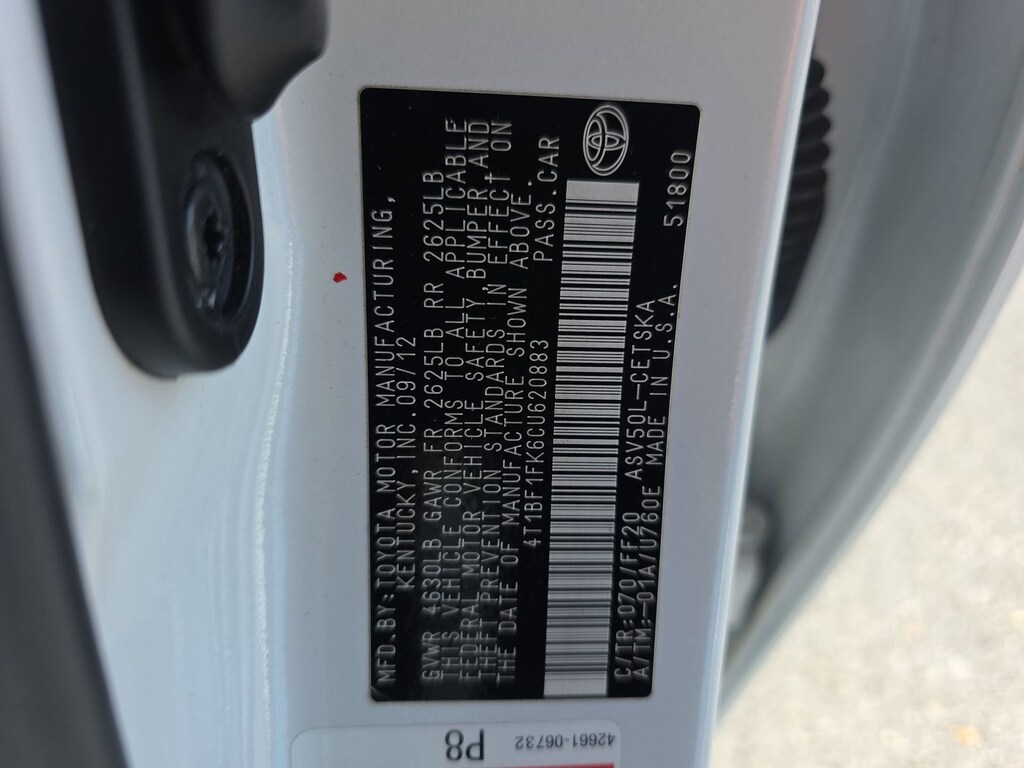 MFD.BY:TOYOTA MOTOR MANUFACTURING,
KENTUCKY,INC.09/12
GVWR 4630LB GAWR FR 2625LB RR 2625LB
THIS VEHICLE CONFORMS TO ALL APPLICABLE
FEDERAL MOTOR VEHICLE SAFETY,BUMPER,AND
THEFT PREVENTION STANDARDS IN EFFECT ON
THE DATE OF MANUFACTURE SHOWN ABOVE.
4T1BF1FK6CU620883 PASS.CAR
C/TR:070/FF20 ASV50L-CETSKA
A/TM:-01A/U760E MADE IN U.S.A. 51800
42661-06732
P8